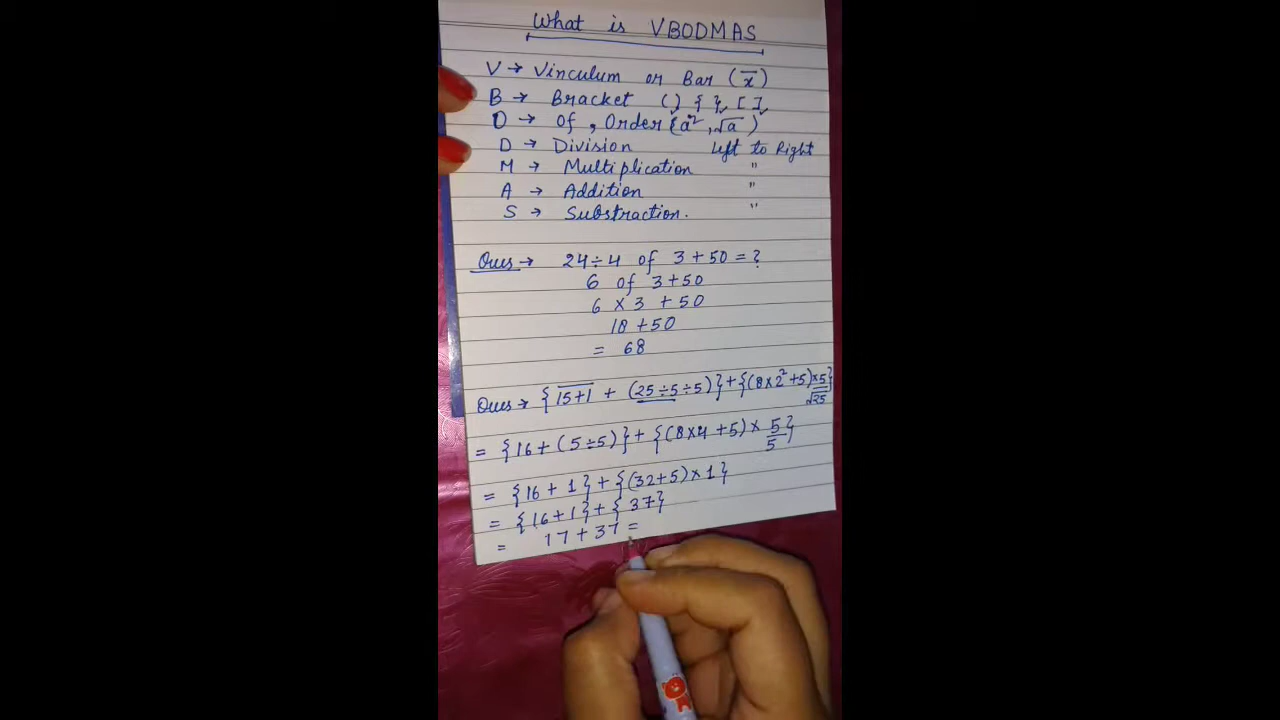 What is VBODMAS
V → Vinculum or Bar (x̅)
B → Bracket () { }, [ ],
O → Of, Order (a², √a)
D → Division Left to Right
M → Multiplication "
A → Addition "
S → Substraction. "
Ques → 24÷4 of 3+50 = ?
6 of 3+50
6 × 3 + 50
18 + 50
= 68
Ques → {1̅5̅+̅1̅ + (25÷5÷5)} + {(8×2²+5)×5/√25}
= {16 + (5÷5)} + {(8×4+5) × 5/5}
= {16 + 1} + {(32+5)×1}
= {16+1} + {37}
= 17 + 37 =